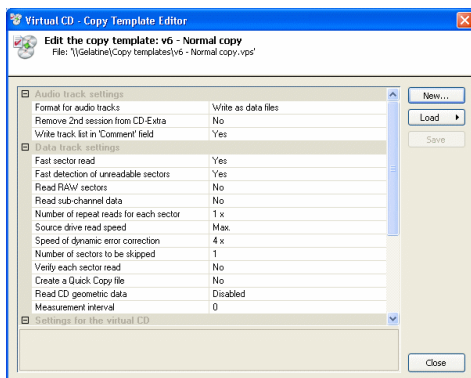 Virtual CD - Copy Template Editor
Edit the copy template: v6 - Normal copy
File: '\\Gelatine\Copy templates\v6 - Normal copy.vps'
Audio track settings
Format for audio tracks Write as data files
Remove 2nd session from CD-Extra No
Write track list in 'Comment' field Yes
Data track settings
Fast sector read Yes
Fast detection of unreadable sectors Yes
Read RAW sectors No
Read sub-channel data No
Number of repeat reads for each sector 1 x
Source drive read speed Max.
Speed of dynamic error correction 4 x
Number of sectors to be skipped 1
Verify each sector read No
Create a Quick Copy file No
Read CD geometric data Disabled
Measurement interval 0
Settings for the virtual CD
New...
Load
Save
Close